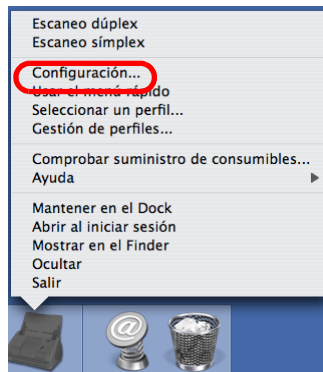 Escaneo dúplex
Escaneo símplex
Configuración...
Usar el menú rápido
Seleccionar un perfil...
Gestión de perfiles...
Comprobar suministro de consumibles...
Ayuda
Mantener en el Dock
Abrir al iniciar sesión
Mostrar en el Finder
Ocultar
Salir
@